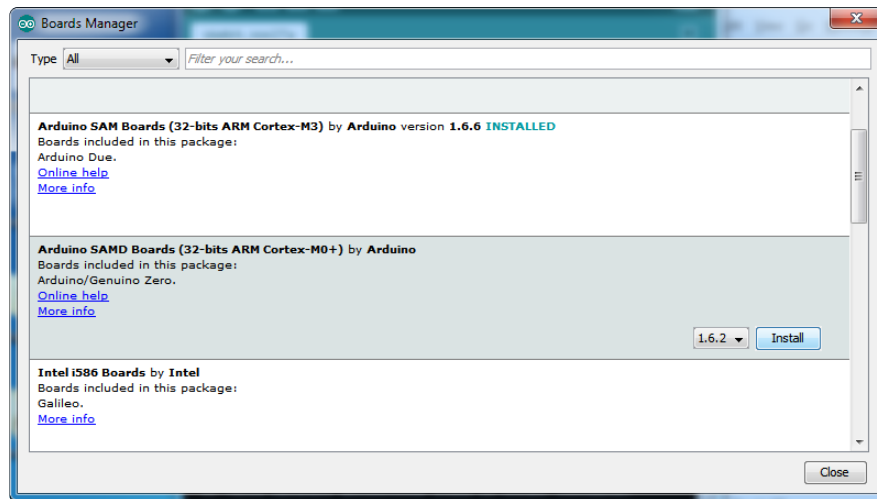 Boards Manager
Type All Filter your search...
Arduino SAM Boards (32-bits ARM Cortex-M3) by Arduino version 1.6.6 INSTALLED
Boards included in this package:
Arduino Due.
Online help
More info
Arduino SAMD Boards (32-bits ARM Cortex-M0+) by Arduino
Boards included in this package:
Arduino/Genuino Zero.
Online help
More info
1.6.2 Install
Intel i586 Boards by Intel
Boards included in this package:
Galileo.
More info
Close